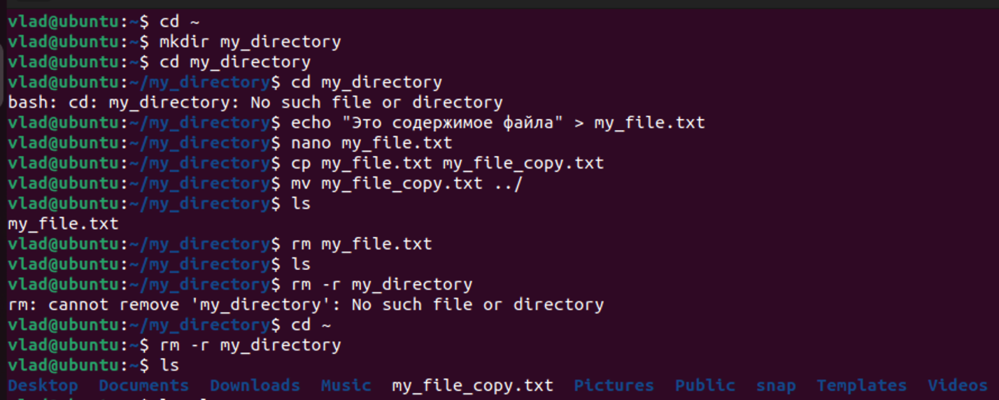 vlad@ubuntu:~$ cd ~
vlad@ubuntu:~$ mkdir my_directory
vlad@ubuntu:~$ cd my_directory
vlad@ubuntu:~/my_directory$ cd my_directory
bash: cd: my_directory: No such file or directory
vlad@ubuntu:~/my_directory$ echo "Это содержимое файла" > my_file.txt
vlad@ubuntu:~/my_directory$ nano my_file.txt
vlad@ubuntu:~/my_directory$ cp my_file.txt my_file_copy.txt
vlad@ubuntu:~/my_directory$ mv my_file_copy.txt ../
vlad@ubuntu:~/my_directory$ ls
my_file.txt
vlad@ubuntu:~/my_directory$ rm my_file.txt
vlad@ubuntu:~/my_directory$ ls
vlad@ubuntu:~/my_directory$ rm -r my_directory
rm: cannot remove 'my_directory': No such file or directory
vlad@ubuntu:~/my_directory$ cd ~
vlad@ubuntu:~$ rm -r my_directory
vlad@ubuntu:~$ ls
Desktop Documents Downloads Music my_file_copy.txt Pictures Public snap Templates Videos